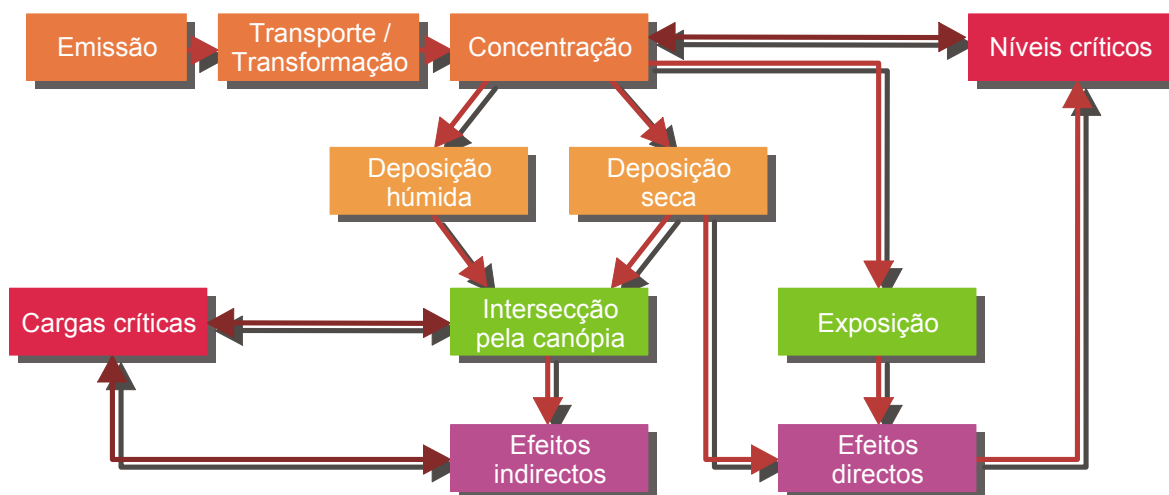 Emissão
Transporte /
Transformação
Concentração
Níveis críticos
Deposição
húmida
Deposição
seca
Cargas críticas
Intersecção
pela canópia
Exposição
Efeitos
indirectos
Efeitos
directos